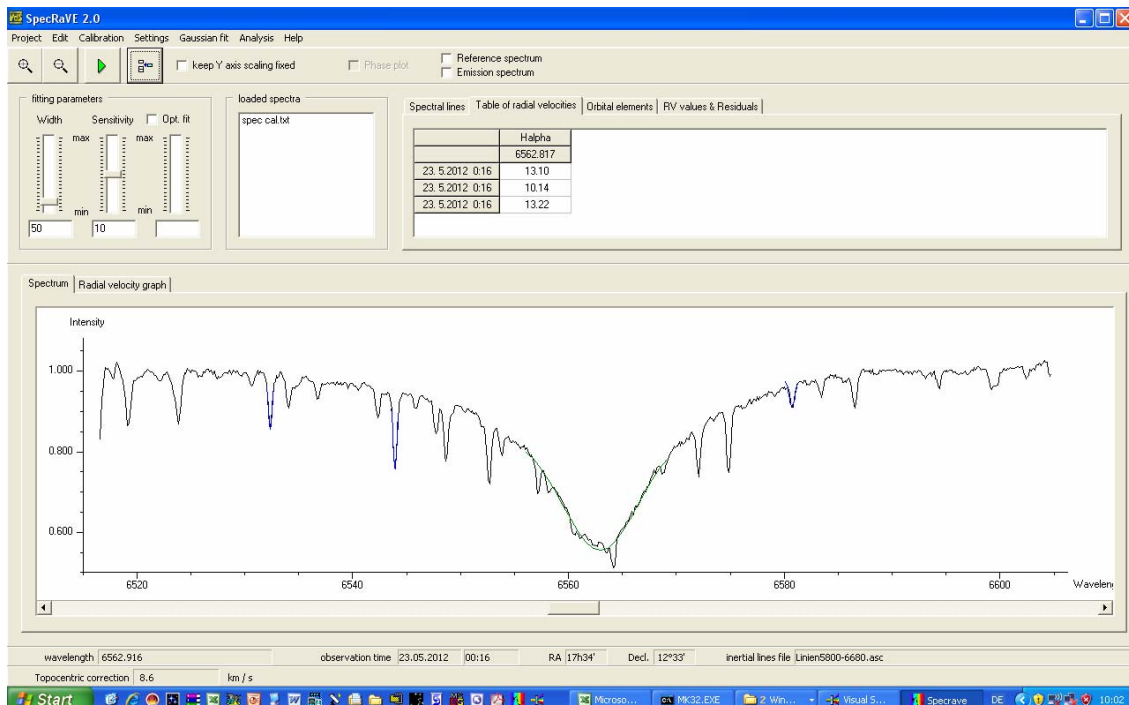 SpecRaVE 2.0
Project Edit Calibration Settings Gaussian fit Analysis Help
keep Y axis scaling fixed
Phase plot
Reference spectrum
Emission spectrum
fitting parameters
Width Sensitivity Opt. fit
max max
min min
50 10
loaded spectra
spec cal.txt
Spectral lines Table of radial velocities Orbital elements RV values & Residuals
Halpha
6562.817
23. 5.2012 0:16 13.10
23. 5.2012 0:16 10.14
23. 5.2012 0:16 13.22
Spectrum Radial velocity graph
Intensity
1.000
0.800
0.600
6520 6540 6560 6580 6600 Waveleng
wavelength 6562.916 observation time 23.05.2012 00:16 RA 17h34' Decl. 12°33' inertial lines file Linien5800-6680.asc
Topocentric correction 8.6 km / s
Start Microso... MK32.EXE 2 Win... Visual S... Specrave DE 10:02